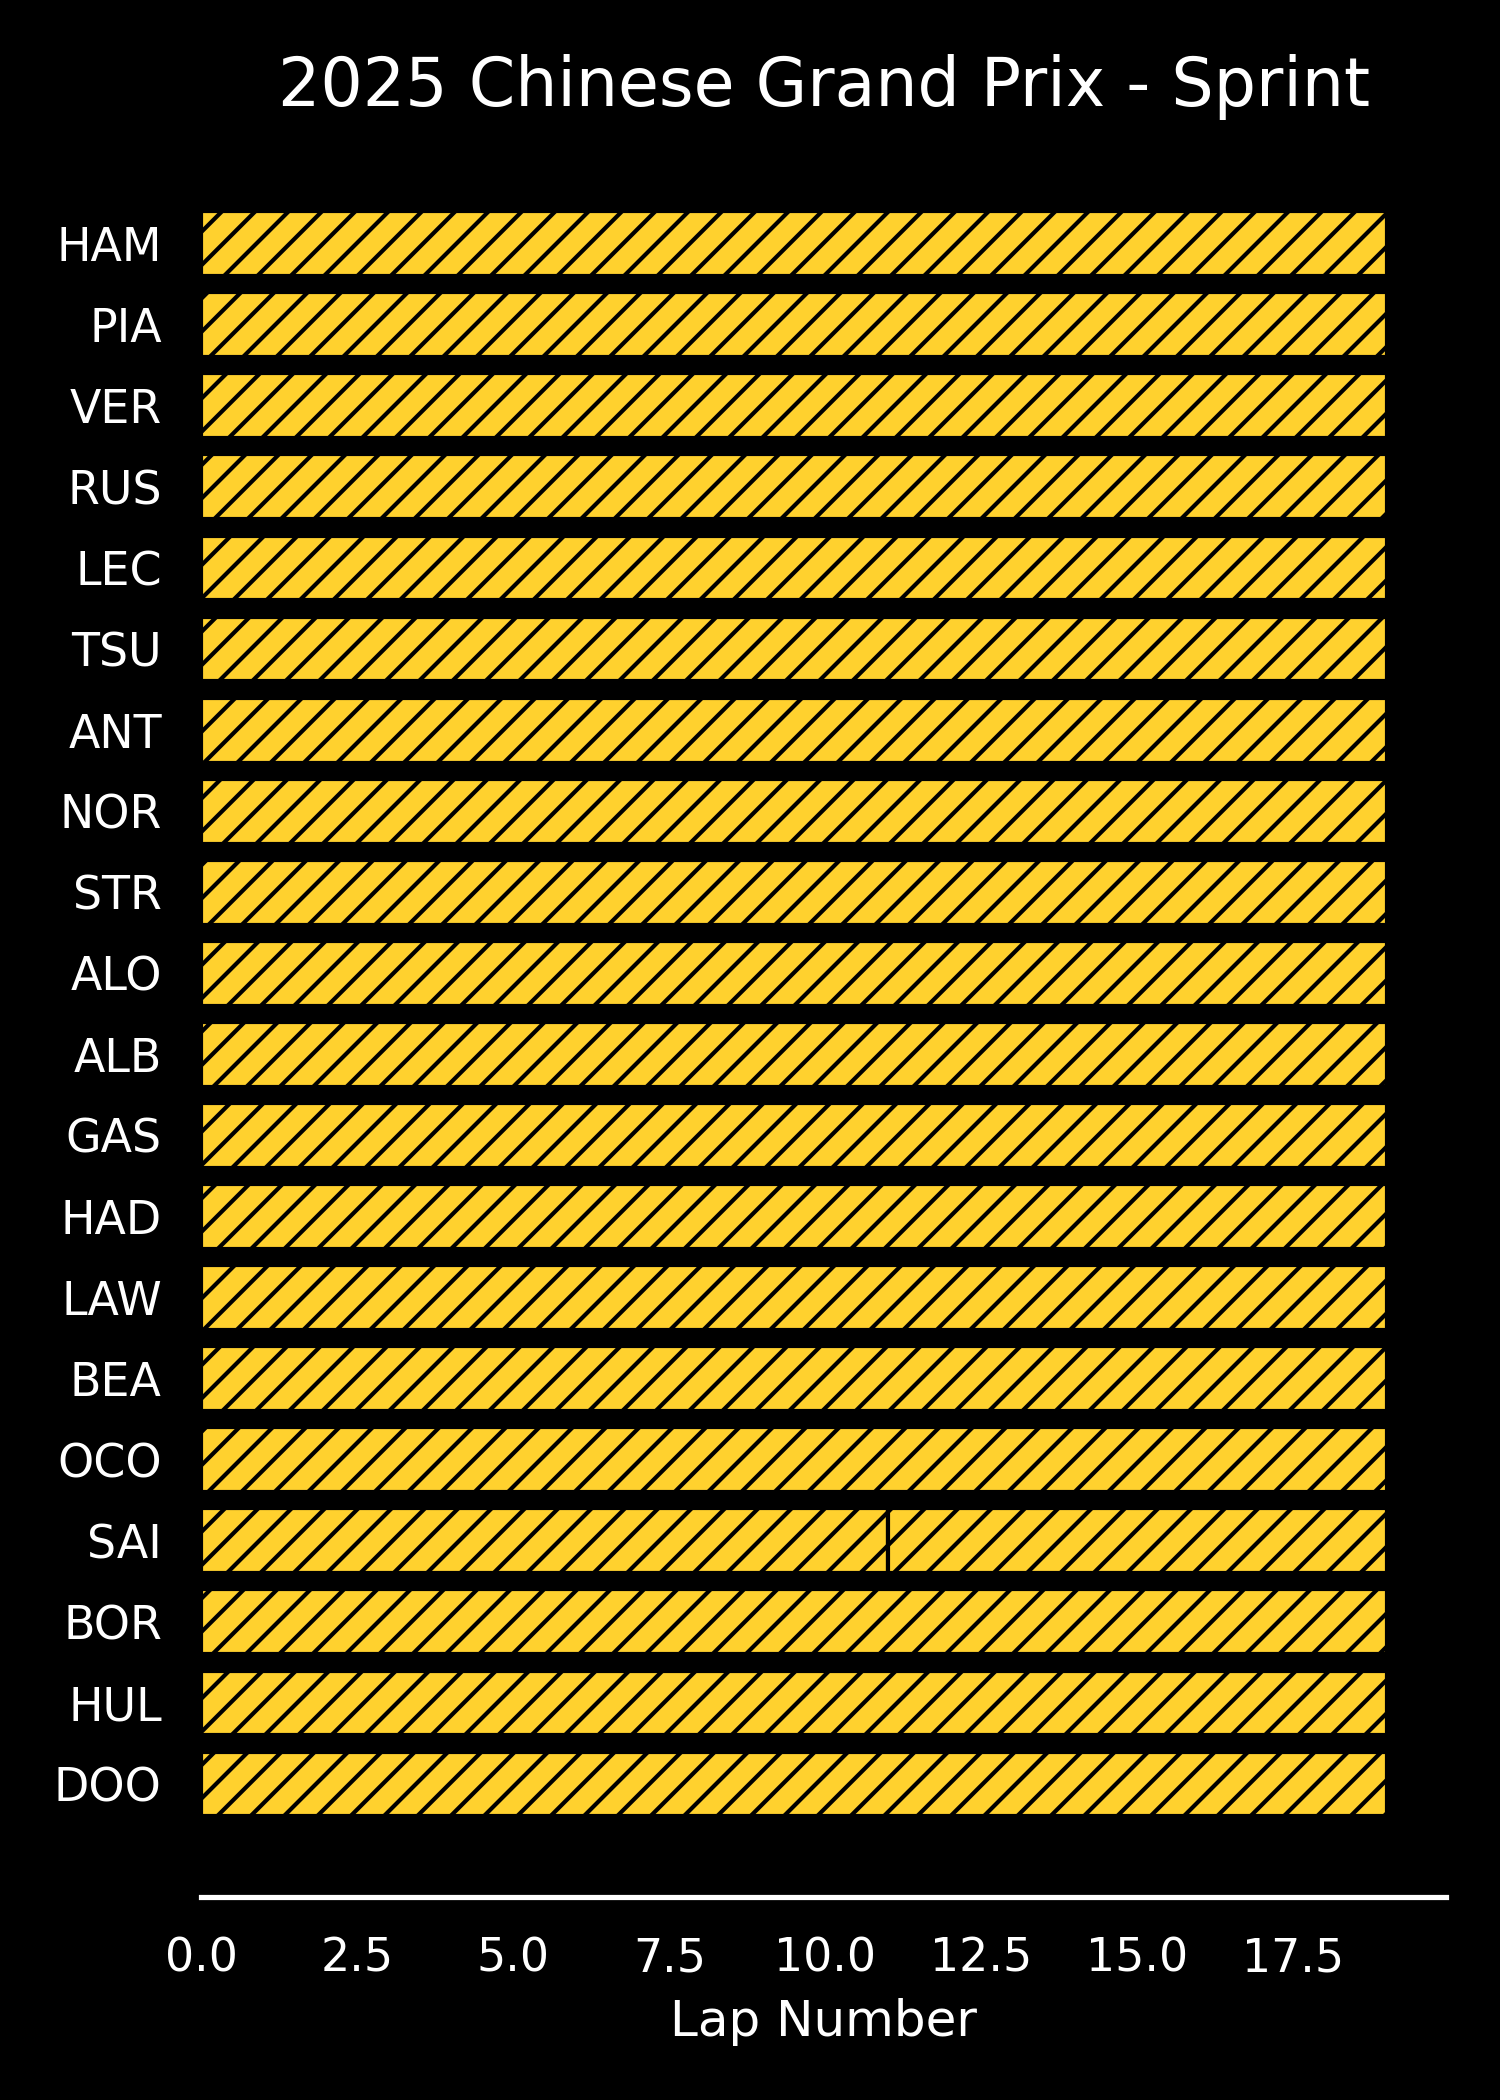 2025 Chinese Grand Prix - Sprint
HAM
PIA
VER
RUS
LEC
TSU
ANT
NOR
STR
ALO
ALB
GAS
HAD
LAW
BEA
OCO
SAI
BOR
HUL
DOO
0.0 2.5 5.0 7.5 10.0 12.5 15.0 17.5
Lap Number